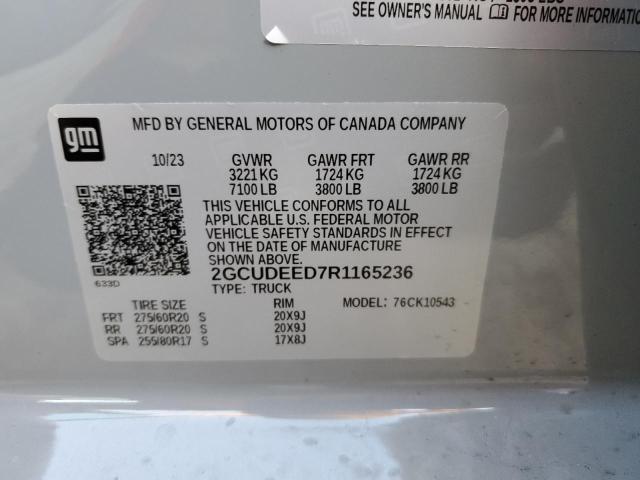 SEE OWNER'S MANUAL FOR MORE INFORMATION
gm
MFD BY GENERAL MOTORS OF CANADA COMPANY
10/23 GVWR GAWR FRT GAWR RR
3221 KG 1724 KG 1724 KG
7100 LB 3800 LB 3800 LB
THIS VEHICLE CONFORMS TO ALL
APPLICABLE U.S. FEDERAL MOTOR
VEHICLE SAFETY STANDARDS IN EFFECT
ON THE DATE OF MANUFACTURE
SHOWN ABOVE.
633D
2GCUDEED7R1165236
TYPE: TRUCK
TIRE SIZE RIM MODEL: 76CK10543
FRT 275/60R20 S 20X9J
RR 275/60R20 S 20X9J
SPA 255/80R17 S 17X8J